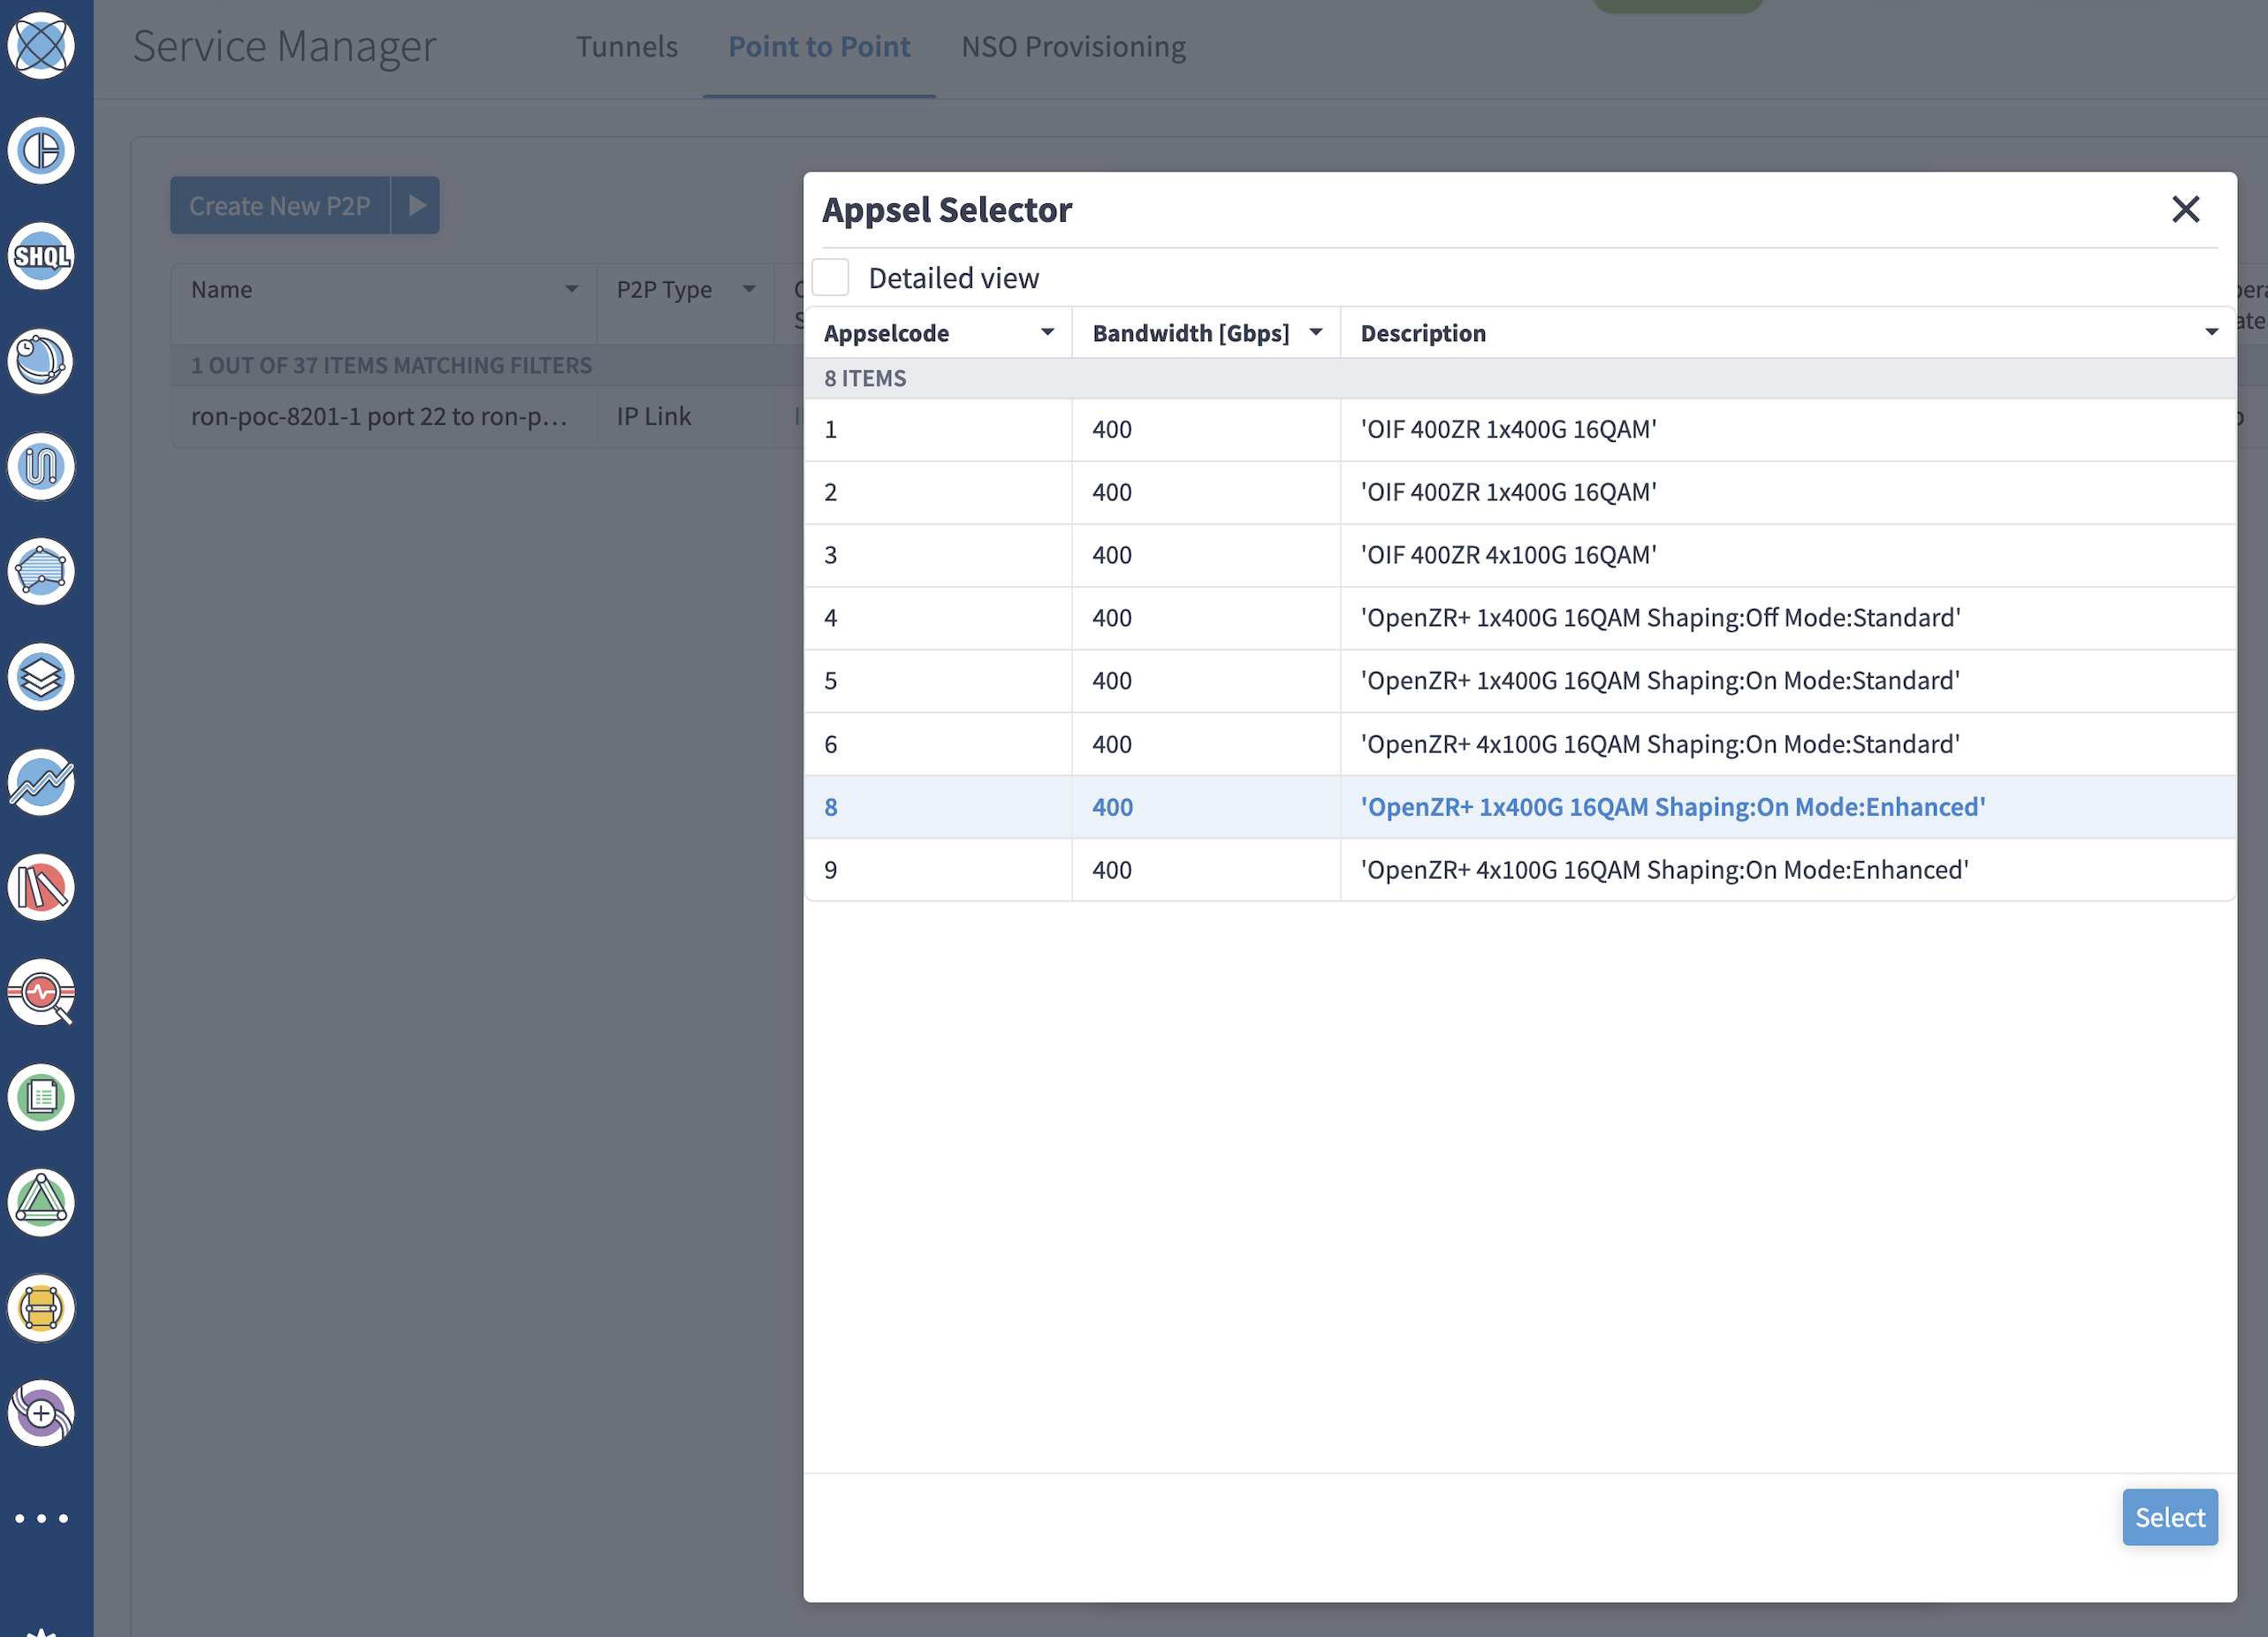 Service Manager
Tunnels
Point to Point
NSO Provisioning
Create New P2P
SHQL
Name
P2P Type
1 OUT OF 37 ITEMS MATCHING FILTERS
ron-poc-8201-1 port 22 to ron-p...
IP Link
Appsel Selector
Detailed view
Appselcode
Bandwidth [Gbps]
Description
8 ITEMS
1 400 'OIF 400ZR 1x400G 16QAM'
2 400 'OIF 400ZR 1x400G 16QAM'
3 400 'OIF 400ZR 4x100G 16QAM'
4 400 'OpenZR+ 1x400G 16QAM Shaping:Off Mode:Standard'
5 400 'OpenZR+ 1x400G 16QAM Shaping:On Mode:Standard'
6 400 'OpenZR+ 4x100G 16QAM Shaping:On Mode:Standard'
8 400 'OpenZR+ 1x400G 16QAM Shaping:On Mode:Enhanced'
9 400 'OpenZR+ 4x100G 16QAM Shaping:On Mode:Enhanced'
Select